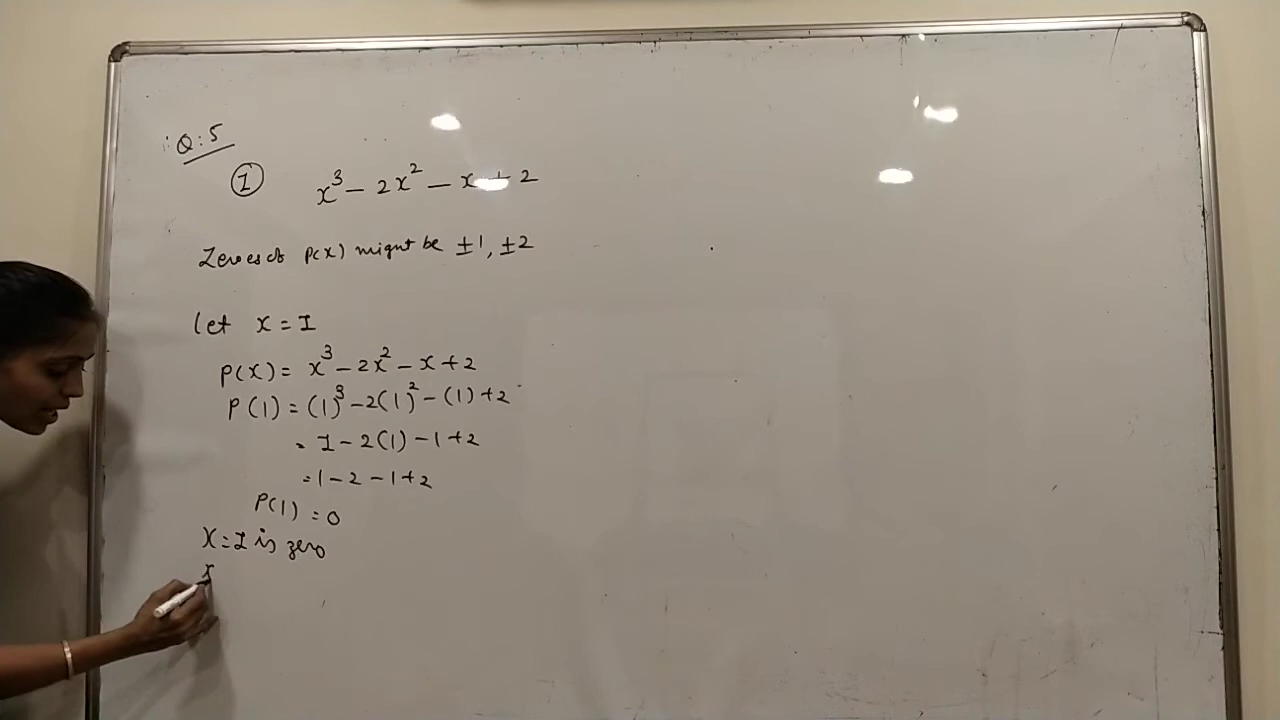 Q:5
① x³ - 2x² - x + 2
Zeroes of p(x) might be ±1, ±2
let x = 1
p(x) = x³ - 2x² - x + 2
p(1) = (1)³ - 2(1)² - (1) + 2
= 1 - 2(1) - 1 + 2
= 1 - 2 - 1 + 2
p(1) = 0
x = 1 is zero
x